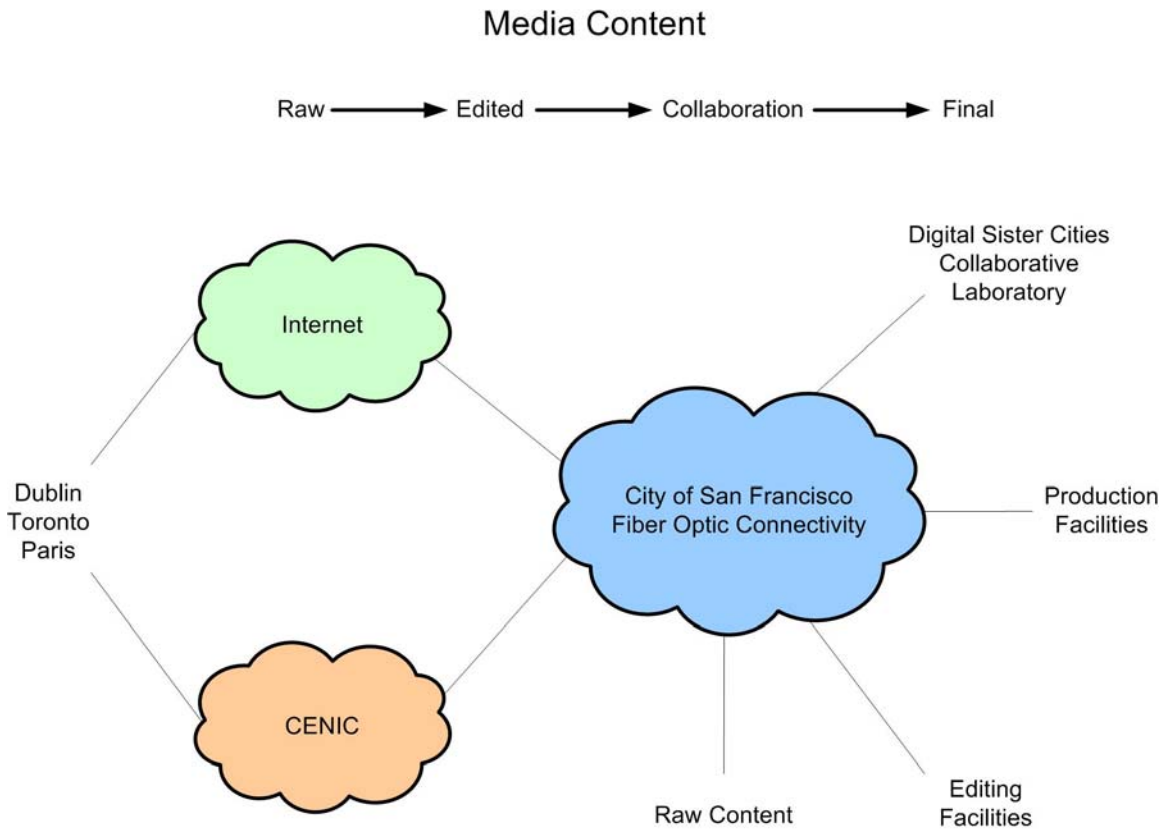 Media Content
Raw Edited Collaboration Final
Digital Sister Cities
Collaborative
Laboratory
Internet
Dublin
Toronto
Paris
City of San Francisco
Fiber Optic Connectivity
Production
Facilities
CENIC
Raw Content
Editing
Facilities